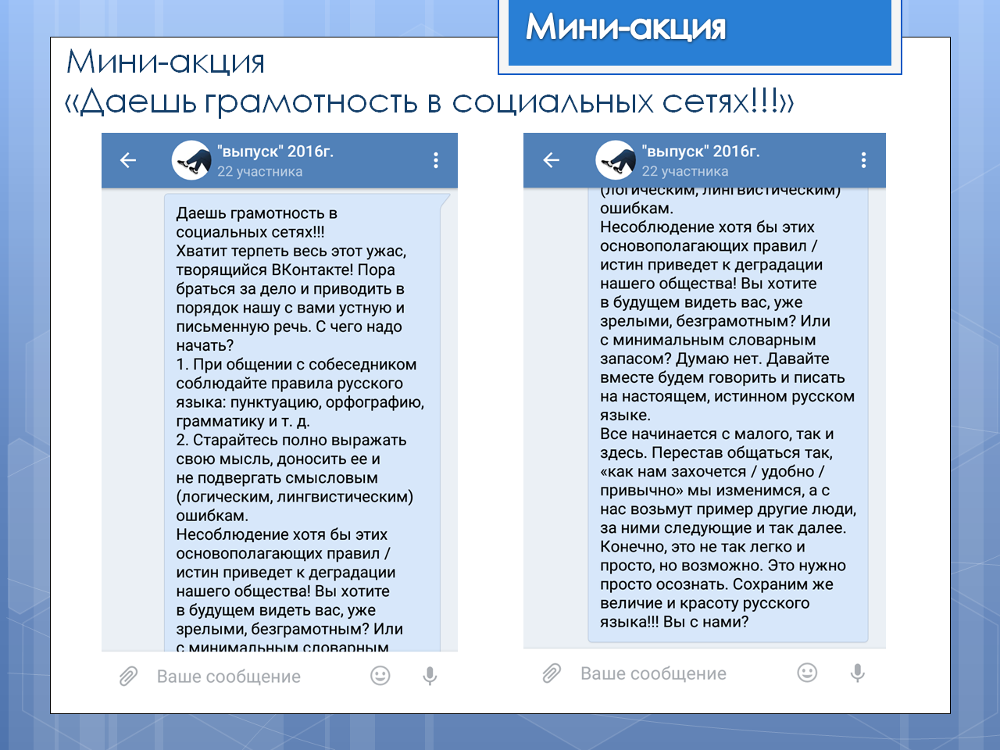 Мини-акция
Мини-акция
«Даешь грамотность в социальных сетях!!!»
"выпуск" 2016г.
22 участника
Даешь грамотность в
социальных сетях!!!
Хватит терпеть весь этот ужас,
творящийся ВКонтакте! Пора
браться за дело и приводить в
порядок нашу с вами устную и
письменную речь. С чего надо
начать?
1. При общении с собеседником
соблюдайте правила русского
языка: пунктуацию, орфографию,
грамматику и т. д.
2. Старайтесь полно выражать
свою мысль, доносить ее и
не подвергать смысловым
(логическим, лингвистическим)
ошибкам.
Несоблюдение хотя бы этих
основополагающих правил /
истин приведет к деградации
нашего общества! Вы хотите
в будущем видеть вас, уже
зрелыми, безграмотным? Или
с минимальным словарным
Ваше сообщение
"выпуск" 2016г.
22 участника
(логическим, лингвистическим)
ошибкам.
Несоблюдение хотя бы этих
основополагающих правил /
истин приведет к деградации
нашего общества! Вы хотите
в будущем видеть вас, уже
зрелыми, безграмотным? Или
с минимальным словарным
запасом? Думаю нет. Давайте
вместе будем говорить и писать
на настоящем, истинном русском
языке.
Все начинается с малого, так и
здесь. Перестав общаться так,
«как нам захочется / удобно /
привычно» мы изменимся, а с
нас возьмут пример другие люди,
за ними следующие и так далее.
Конечно, это не так легко и
просто, но возможно. Это нужно
просто осознать. Сохраним же
величие и красоту русского
языка!!! Вы с нами?
Ваше сообщение